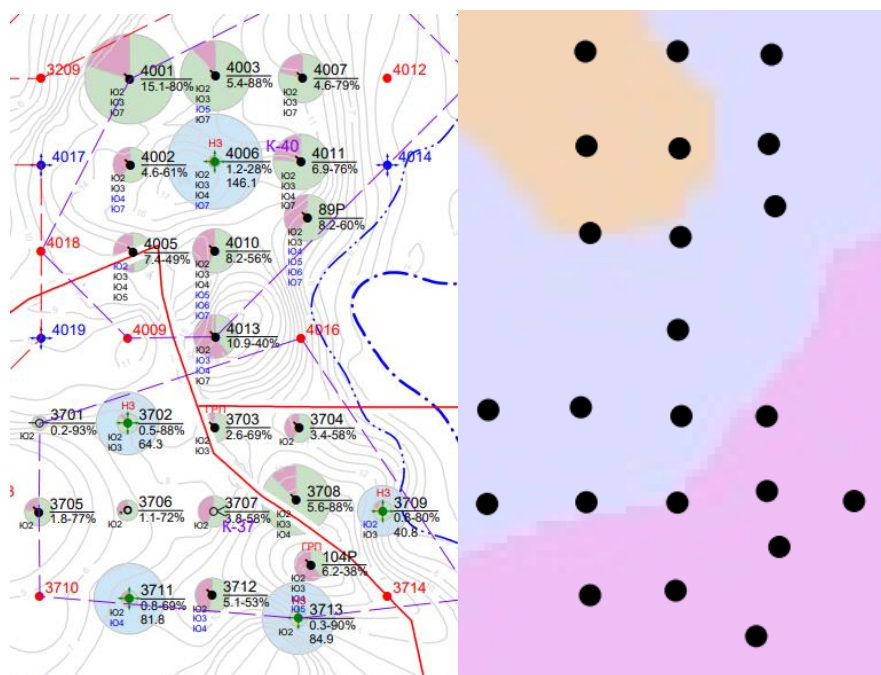 3209
4001
15.1-80%
Ю2
Ю3
Ю7
4003
5.4-88%
Ю2
Ю3
Ю5
Ю7
4007
4.6-79%
Ю2
Ю3
Ю7
4012
4017
4002
4.6-61%
Ю2
Ю3
Ю4
Ю7
НЗ
4006
1.2-28%
146.1
Ю2
Ю3
Ю4
Ю7
К-40
4011
6.9-76%
Ю2
Ю3
Ю4
Ю7
4014
89Р
8.2-60%
Ю2
Ю3
Ю4
Ю5
Ю6
Ю7
4018
4005
7.4-49%
Ю2
Ю3
Ю4
Ю5
4010
8.2-56%
Ю2
Ю3
Ю4
Ю5
Ю6
Ю7
4019
4009
4013
10.9-40%
Ю2
Ю3
Ю4
Ю7
4016
3701
0.2-93%
Ю2
НЗ
3702
0.5-88%
64.3
Ю2
Ю3
ГРП
3703
2.6-69%
Ю2
Ю3
3704
3.4-58%
Ю2
3
3705
1.8-77%
Ю2
3706
1.1-72%
Ю2
3707
3.8-58%
Ю2
К-37
3708
5.6-88%
Ю2
Ю3
Ю4
НЗ
3709
0.8-80%
40.8
Ю2
Ю3
ГРП
104Р
6.2-38%
Ю2
Ю3
Ю4
Ю5
3710
3711
0.8-69%
81.8
Ю2
Ю4
3712
5.1-53%
Ю2
Ю3
Ю4
НЗ
3713
0.3-90%
84.9
Ю2
3714